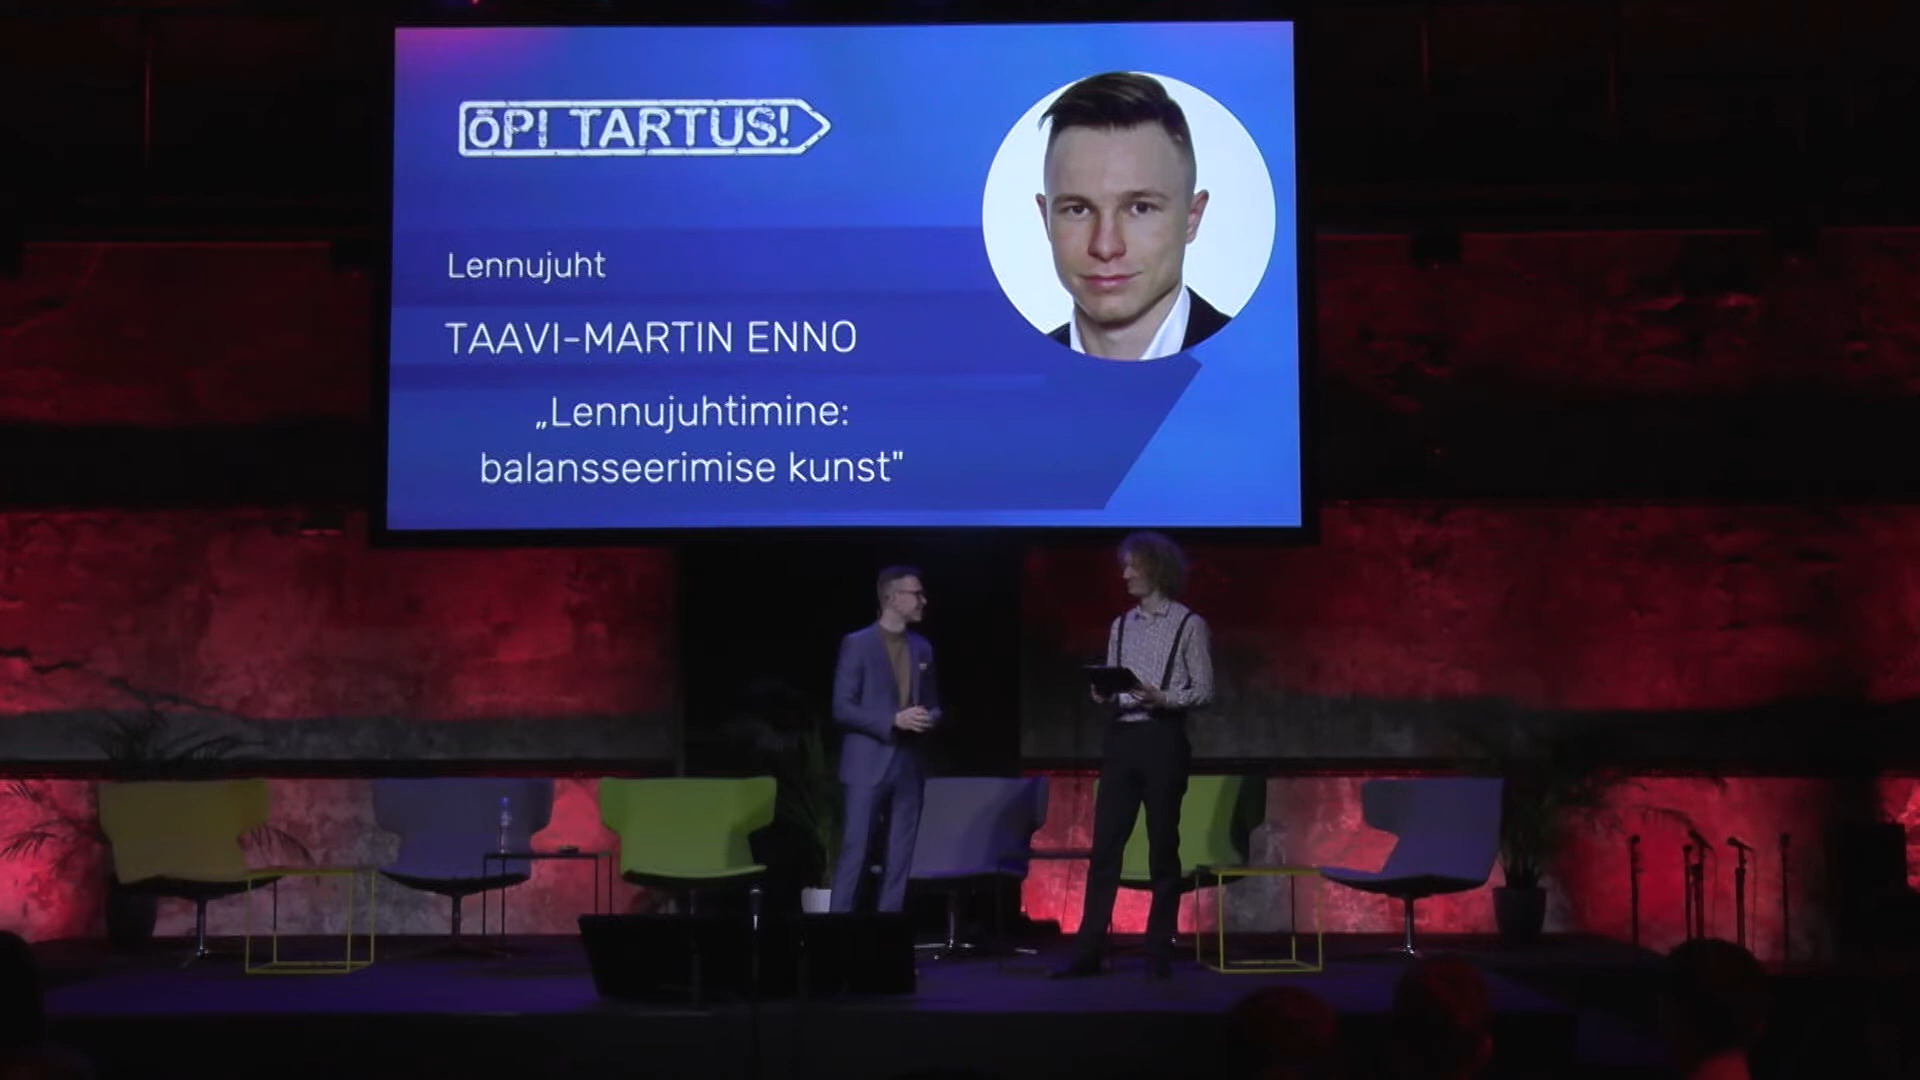 ÕPI TARTUS!
Lennujuht
TAAVI-MARTIN ENNO
„Lennujuhtimine:
balansseerimise kunst"